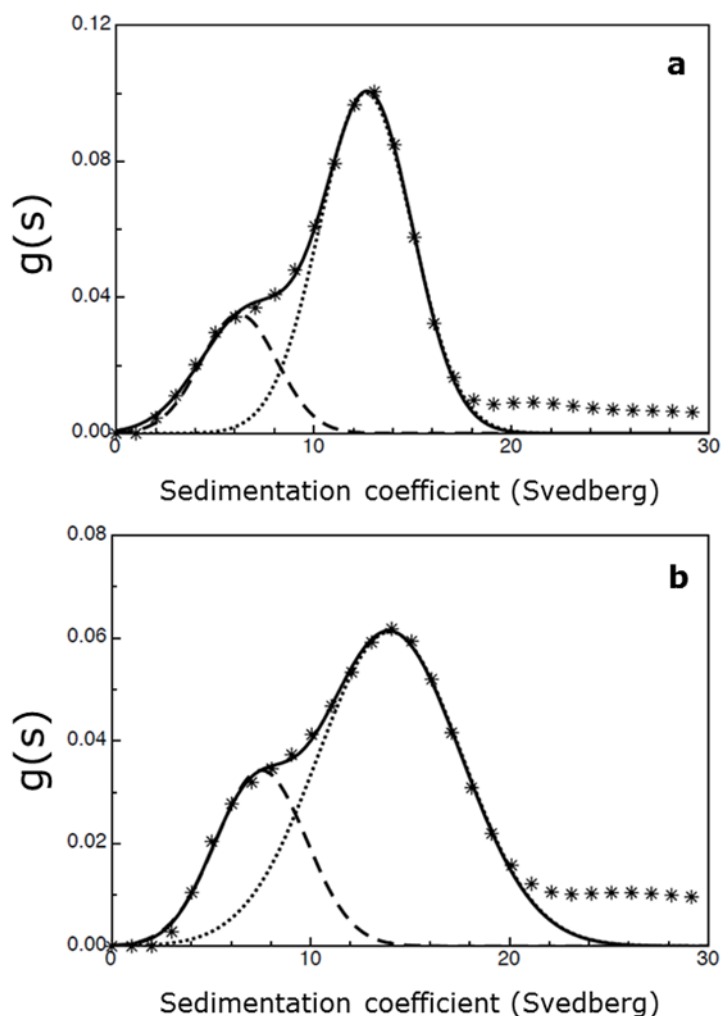 0.12
a
0.08
g(s)
0.04
0.00
0 10 20 30
Sedimentation coefficient (Svedberg)
0.08
b
0.06
g(s)
0.04
0.02
0.00
0 10 20 30
Sedimentation coefficient (Svedberg)